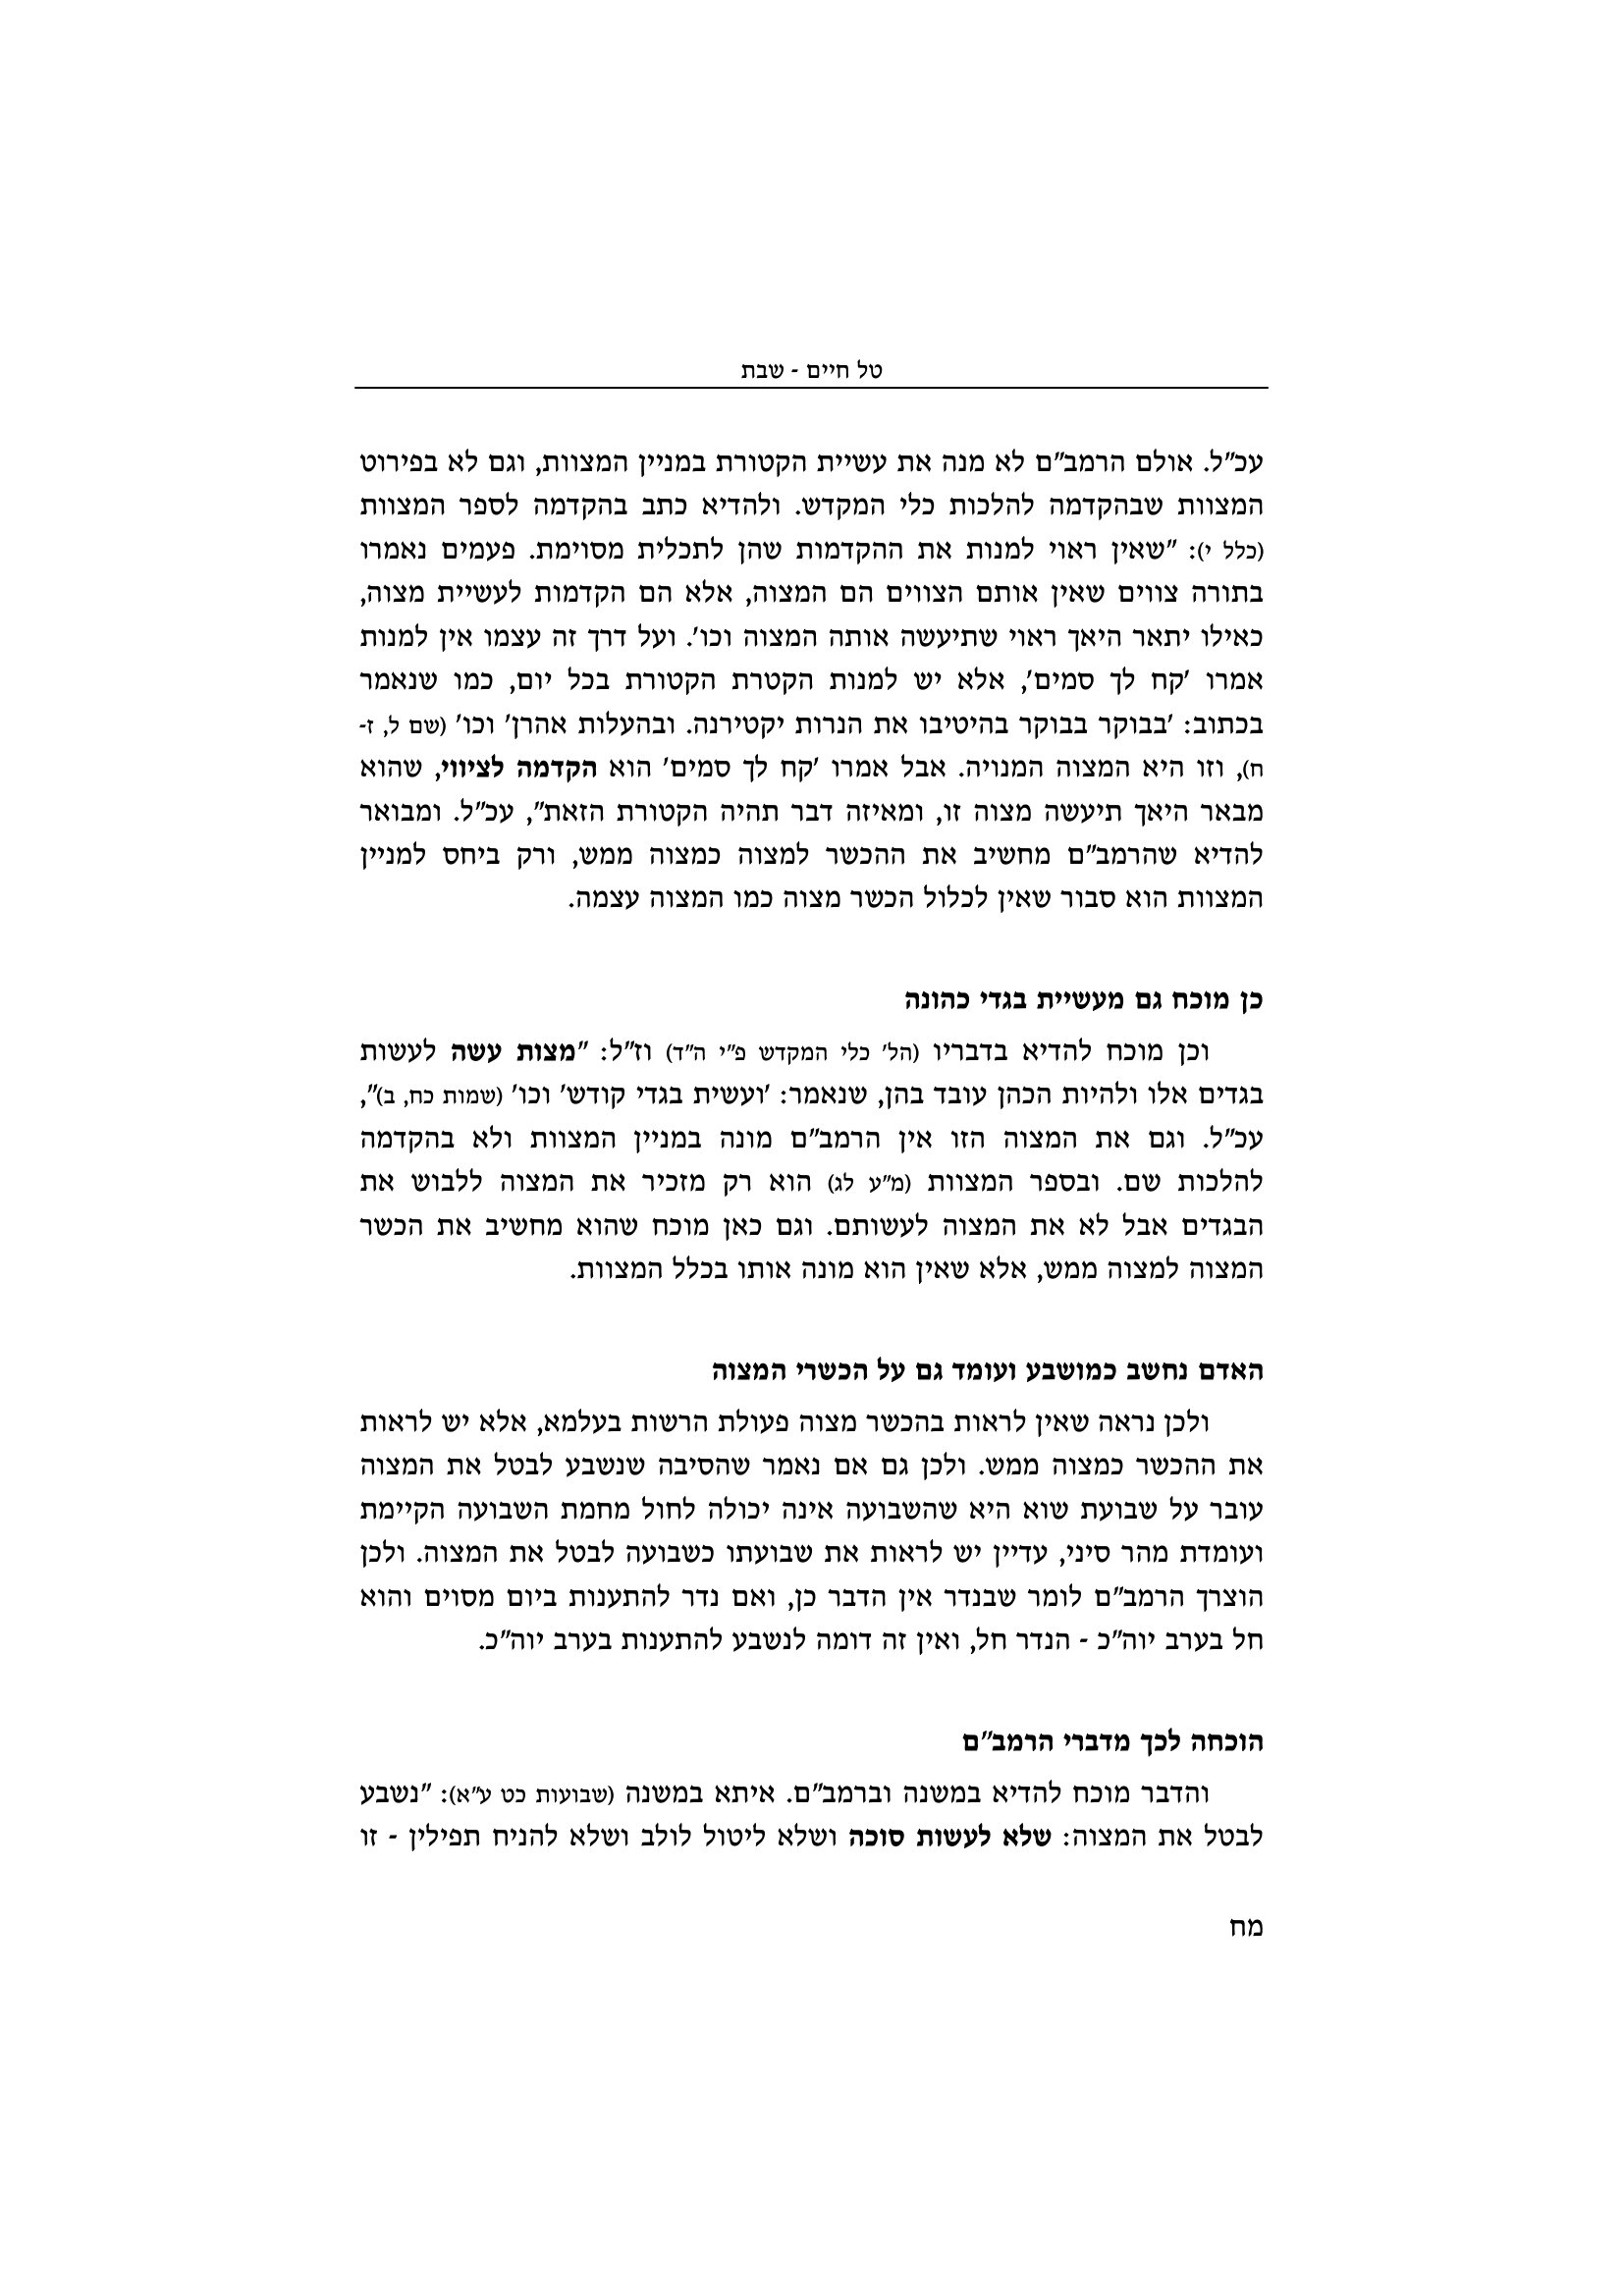 טל חיים - שבת
עכ"ל. אולם הרמב"ם לא מנה את עשיית הקטורת במניין המצוות, וגם לא בפירוט
המצוות שבהקדמה להלכות כלי המקדש. ולהדיא כתב בהקדמה לספר המצוות
(כלל י): "שאין ראוי למנות את ההקדמות שהן לתכלית מסוימת. פעמים נאמרו
בתורה צווים שאין אותם הצווים הם המצוה, אלא הם הקדמות לעשיית מצוה,
כאילו יתאר היאך ראוי שתיעשה אותה המצוה וכו'. ועל דרך זה עצמו אין למנות
אמרו 'קח לך סמים', אלא יש למנות הקטרת הקטורת בכל יום, כמו שנאמר
בכתוב: 'בבוקר בבוקר בהיטיבו את הנרות יקטירנה. ובהעלות אהרן' וכו' (שם ל, ז-
ח), וזו היא המצוה המנויה. אבל אמרו 'קח לך סמים' הוא הקדמה לציווי, שהוא
מבאר היאך תיעשה מצוה זו, ומאיזה דבר תהיה הקטורת הזאת", עכ"ל. ומבואר
להדיא שהרמב"ם מחשיב את ההכשר למצוה כמצוה ממש, ורק ביחס למניין
המצוות הוא סבור שאין לכלול הכשר מצוה כמו המצוה עצמה.
כן מוכח גם מעשיית בגדי כהונה
וכן מוכח להדיא בדבריו (הל' כלי המקדש פ"י ה"ד) וז"ל: "מצות עשה לעשות
בגדים אלו ולהיות הכהן עובד בהן, שנאמר: 'ועשית בגדי קודש' וכו' (שמות כח, ב)",
עכ"ל. וגם את המצוה הזו אין הרמב"ם מונה במניין המצוות ולא בהקדמה
להלכות שם. ובספר המצוות (מ"ע לג) הוא רק מזכיר את המצוה ללבוש את
הבגדים אבל לא את המצוה לעשותם. וגם כאן מוכח שהוא מחשיב את הכשר
המצוה למצוה ממש, אלא שאין הוא מונה אותו בכלל המצוות.
האדם נחשב כמושבע ועומד גם על הכשרי המצוה
ולכן נראה שאין לראות בהכשר מצוה פעולת הרשות בעלמא, אלא יש לראות
את ההכשר כמצוה ממש. ולכן גם אם נאמר שהסיבה שנשבע לבטל את המצוה
עובר על שבועת שוא היא שהשבועה אינה יכולה לחול מחמת השבועה הקיימת
ועומדת מהר סיני, עדיין יש לראות את שבועתו כשבועה לבטל את המצוה. ולכן
הוצרך הרמב"ם לומר שבנדר אין הדבר כן, ואם נדר להתענות ביום מסוים והוא
חל בערב יוה"כ - הנדר חל, ואין זה דומה לנשבע להתענות בערב יוה"כ.
הוכחה לכך מדברי הרמב"ם
והדבר מוכח להדיא במשנה וברמב"ם. איתא במשנה (שבועות כט ע"א): "נשבע
לבטל את המצוה: שלא לעשות סוכה ושלא ליטול לולב ושלא להניח תפילין - זו
מח